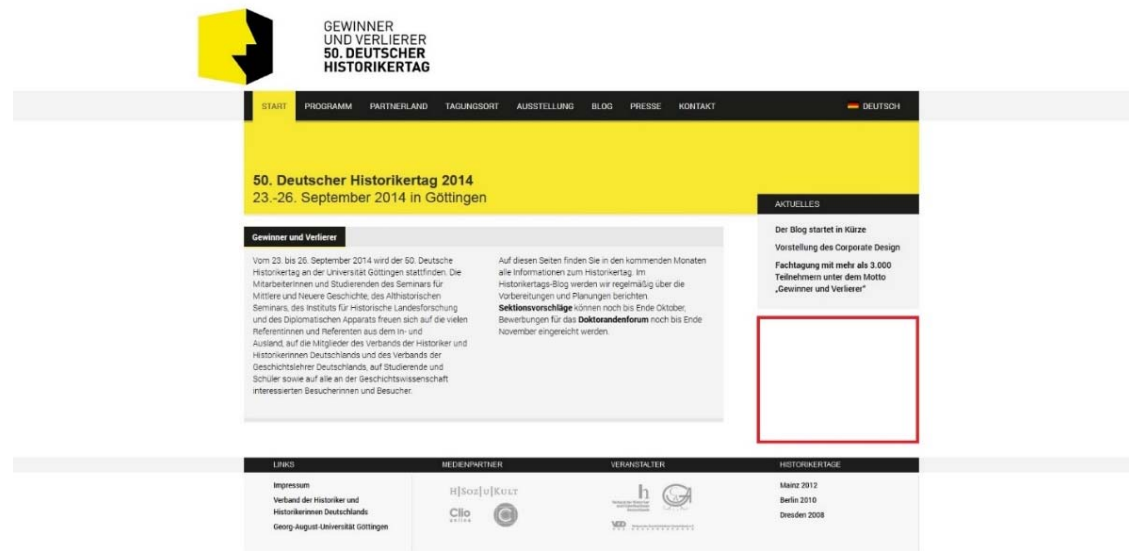 GEWINNER
UND VERLIERER
50. DEUTSCHER
HISTORIKERTAG
START PROGRAMM PARTNERLAND TAGUNGSORT AUSSTELLUNG BLOG PRESSE KONTAKT DEUTSCH
50. Deutscher Historikertag 2014
23.-26. September 2014 in Göttingen
Gewinner und Verlierer
Vom 23. bis 26. September 2014 wird der 50. Deutsche
Historikertag an der Universität Göttingen stattfinden. Die
MitarbeiterInnen und Studierenden des Seminars für
Mittlere und Neuere Geschichte, des Althistorischen
Seminars, des Instituts für Historische Landesforschung
und des Diplomatischen Apparats freuen sich auf die vielen
Referentinnen und Referenten aus dem In- und
Ausland, auf die Mitglieder des Verbands der Historiker und
Historikerinnen Deutschlands und des Verbands der
Geschichtslehrer Deutschlands, auf Studierende und
Schüler sowie auf alle an der Geschichtswissenschaft
interessierten Besucherinnen und Besucher.
Auf diesen Seiten finden Sie in den kommenden Monaten
alle Informationen zum Historikertag. Im
Historikertags-Blog werden wir regelmäßig über die
Vorbereitungen und Planungen berichten.
Sektionsvorschläge können noch bis Ende Oktober,
Bewerbungen für das Doktorandenforum noch bis Ende
November eingereicht werden.
AKTUELLES
Der Blog startet in Kürze
Vorstellung des Corporate Design
Fachtagung mit mehr als 3.000
Teilnehmern unter dem Motto
„Gewinner und Verlierer“
LINKS
Impressum
Verband der Historiker und
Historikerinnen Deutschlands
Georg-August-Universität Göttingen
MEDIENPARTNER
H|Soz|U|Kult
Clio
online
VERANSTALTER
h
VGD
HISTORIKERTAGE
Mainz 2012
Berlin 2010
Dresden 2008